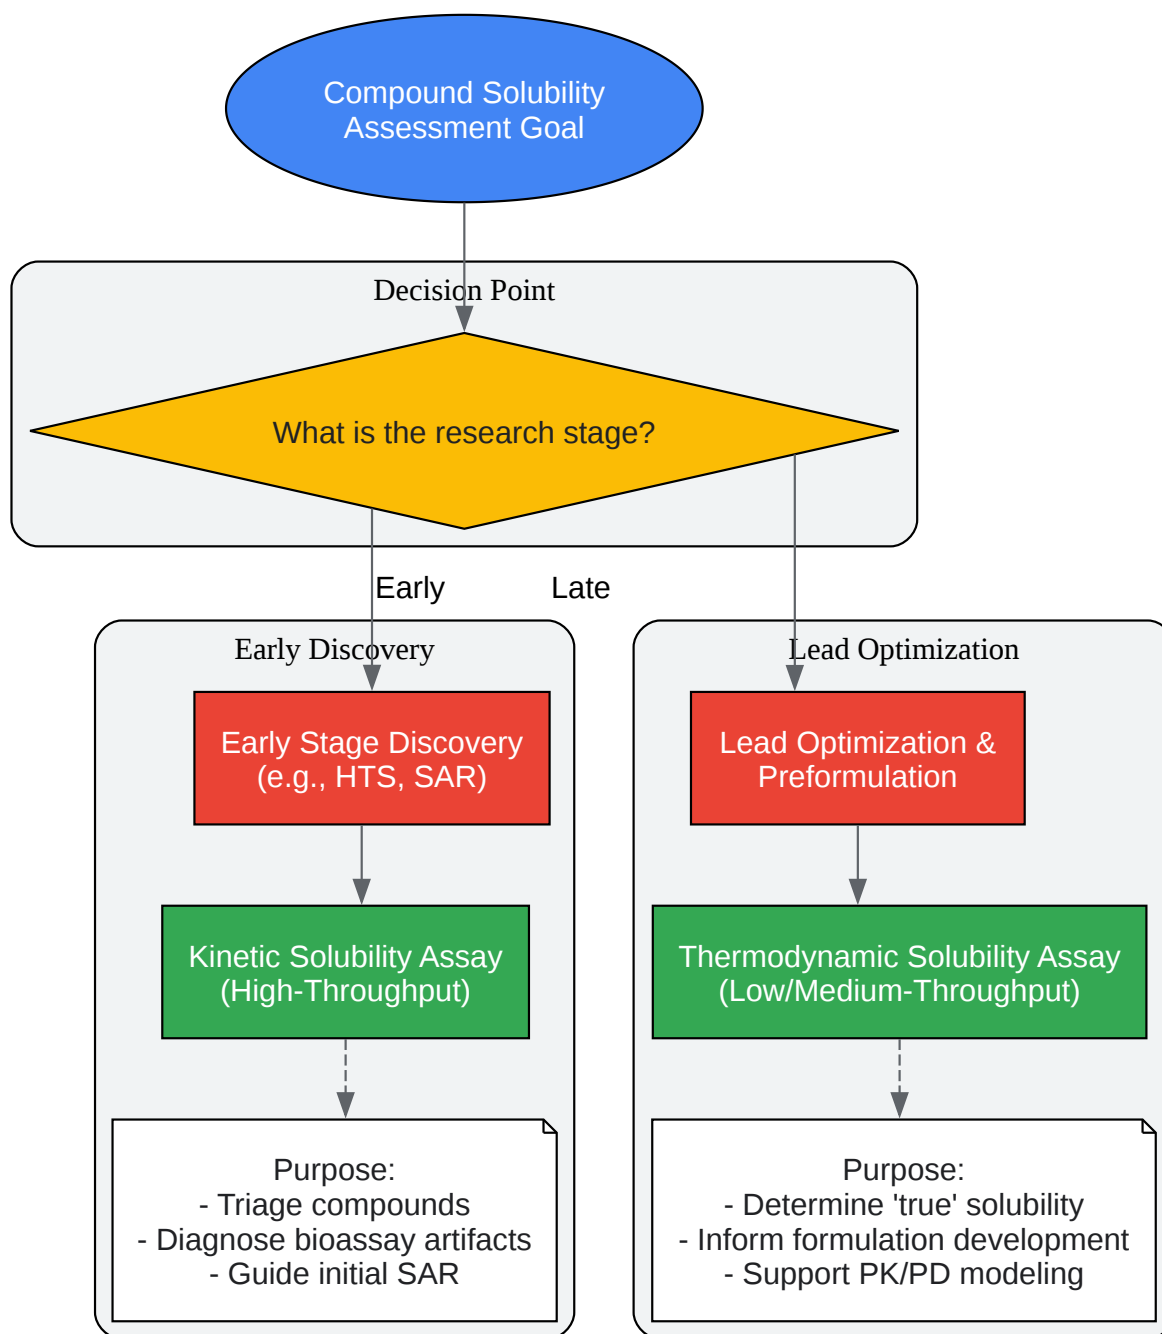 Compound Solubility
Assessment Goal
Decision Point
What is the research stage?
Early
Late
Early Discovery
Early Stage Discovery
(e.g., HTS, SAR)
Kinetic Solubility Assay
(High-Throughput)
Purpose:
- Triage compounds
- Diagnose bioassay artifacts
- Guide initial SAR
Lead Optimization
Lead Optimization &
Preformulation
Thermodynamic Solubility Assay
(Low/Medium-Throughput)
Purpose:
- Determine 'true' solubility
- Inform formulation development
- Support PK/PD modeling